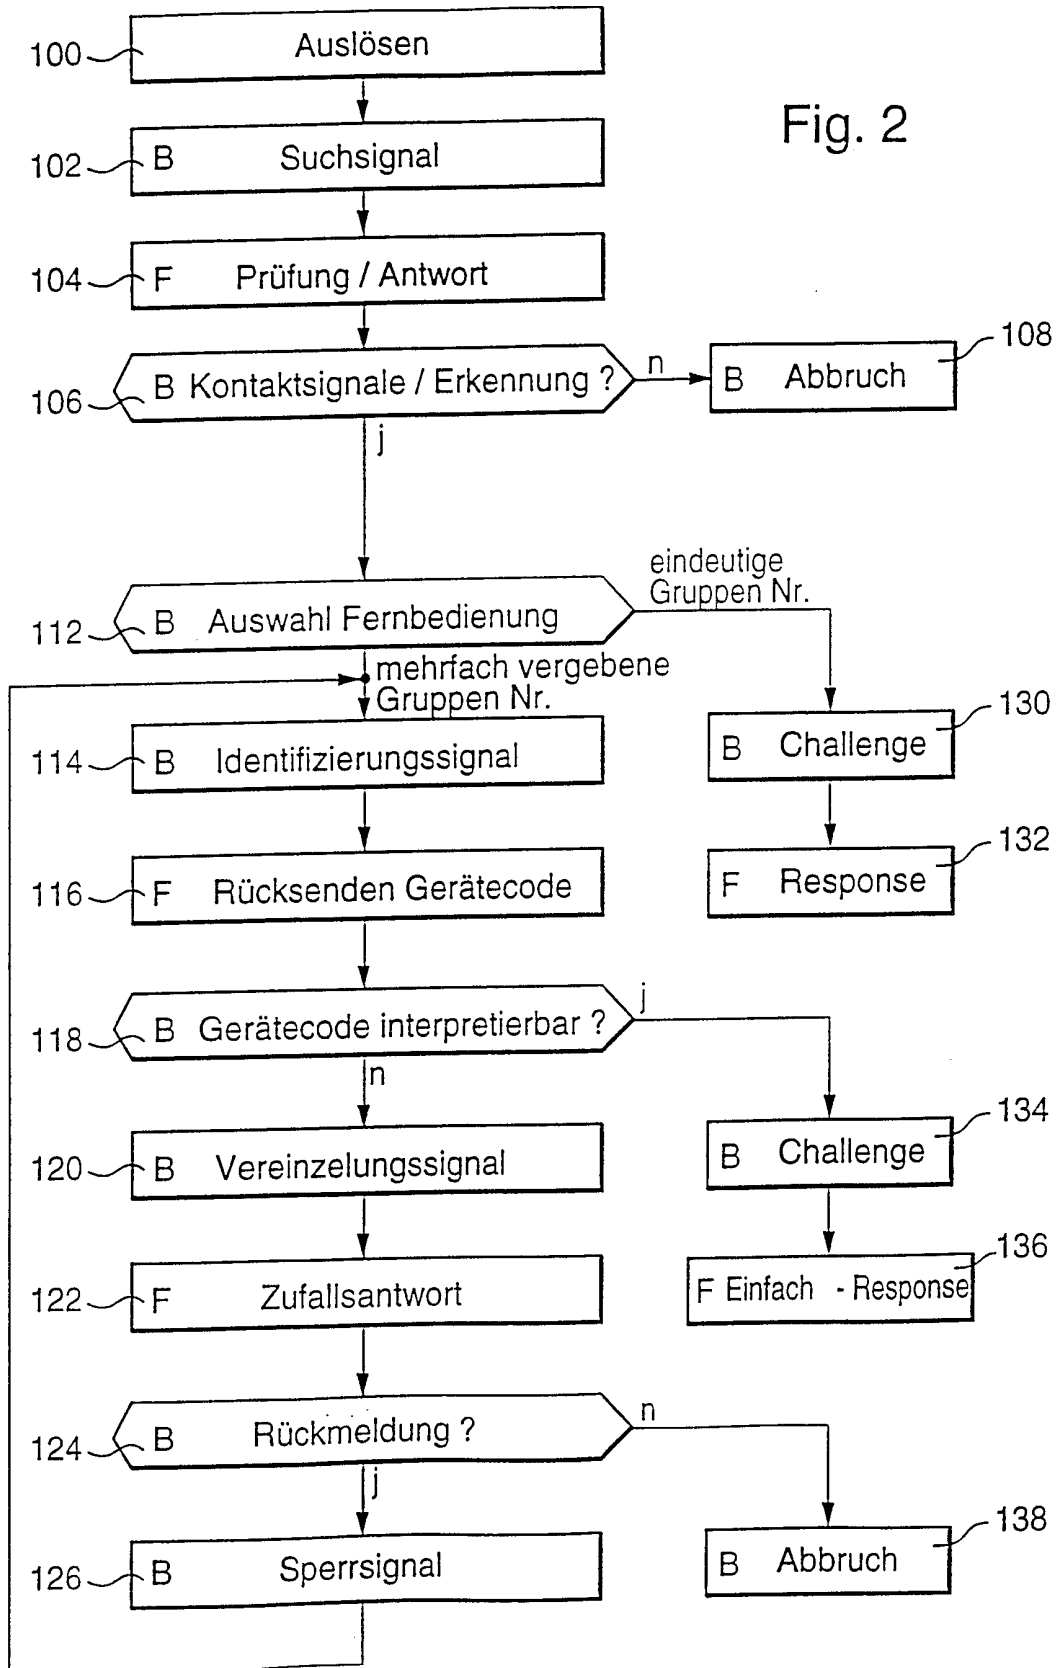 100 Auslösen
Fig. 2
102 B Suchsignal
104 F Prüfung / Antwort
106 B Kontaktsignale / Erkennung ?
n
B Abbruch 108
j
112 B Auswahl Fernbedienung
eindeutige
Gruppen Nr.
mehrfach vergebene
Gruppen Nr.
114 B Identifizierungssignal
B Challenge 130
116 F Rücksenden Gerätecode
F Response 132
118 B Gerätecode interpretierbar ?
j
n
120 B Vereinzelungssignal
B Challenge 134
122 F Zufallsantwort
F Einfach - Response 136
124 B Rückmeldung ?
n
j
126 B Sperrsignal
B Abbruch 138